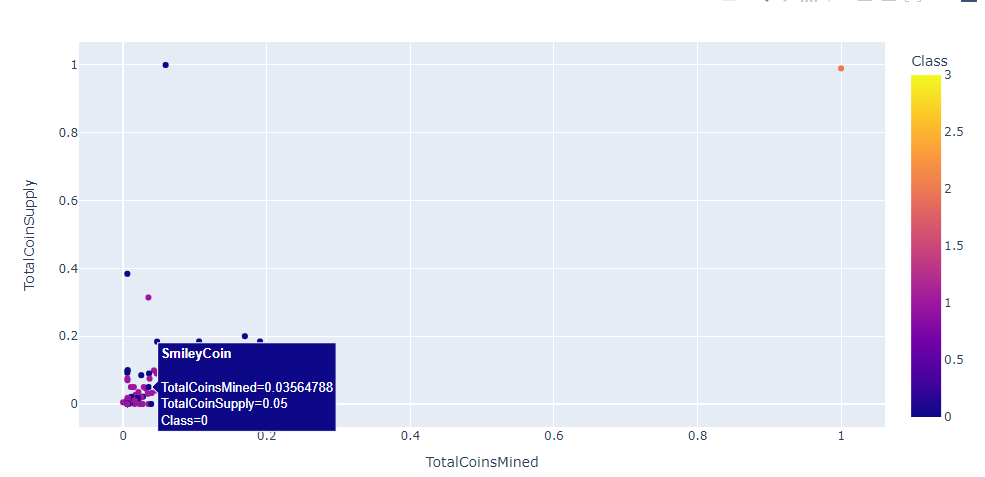 TotalCoinSupply
1
0.8
0.6
0.4
0.2
0
SmileyCoin
TotalCoinsMined=0.03564788
TotalCoinSupply=0.05
Class=0
0
0.2
0.4
0.6
0.8
1
TotalCoinsMined
Class
3
2.5
2
1.5
1
0.5
0